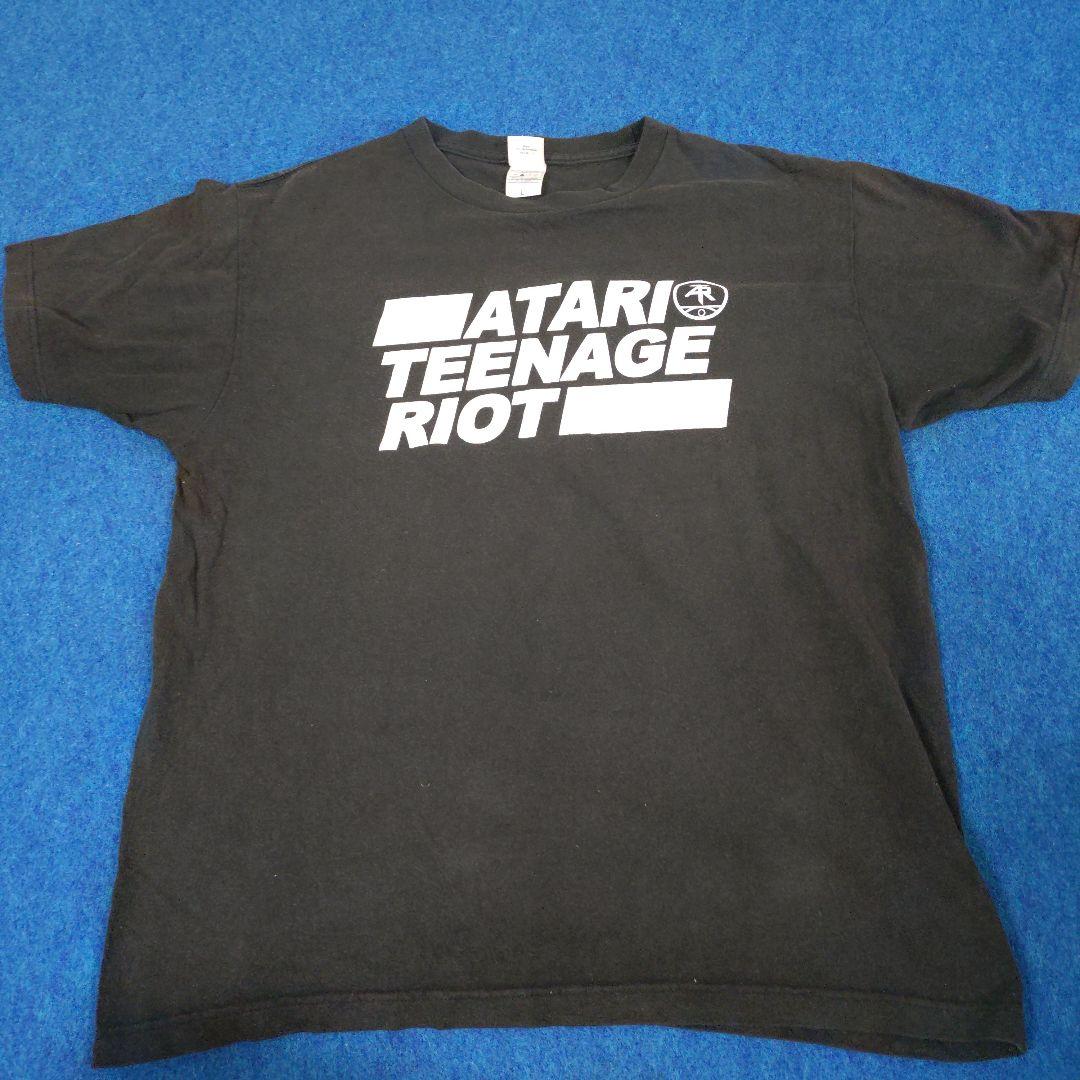 ATARI
TEENAGE
RIOT
L